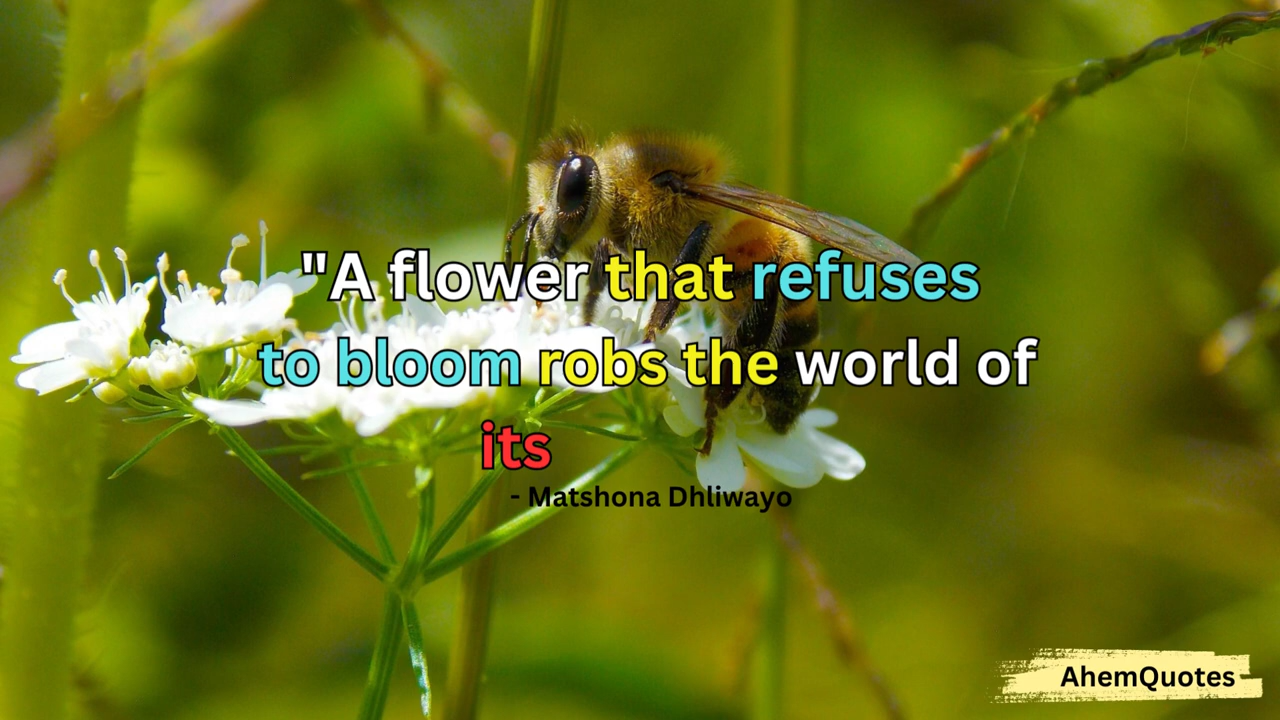 "A flower that refuses
to bloom robs the world of
its
- Matshona Dhliwayo
AhemQuotes